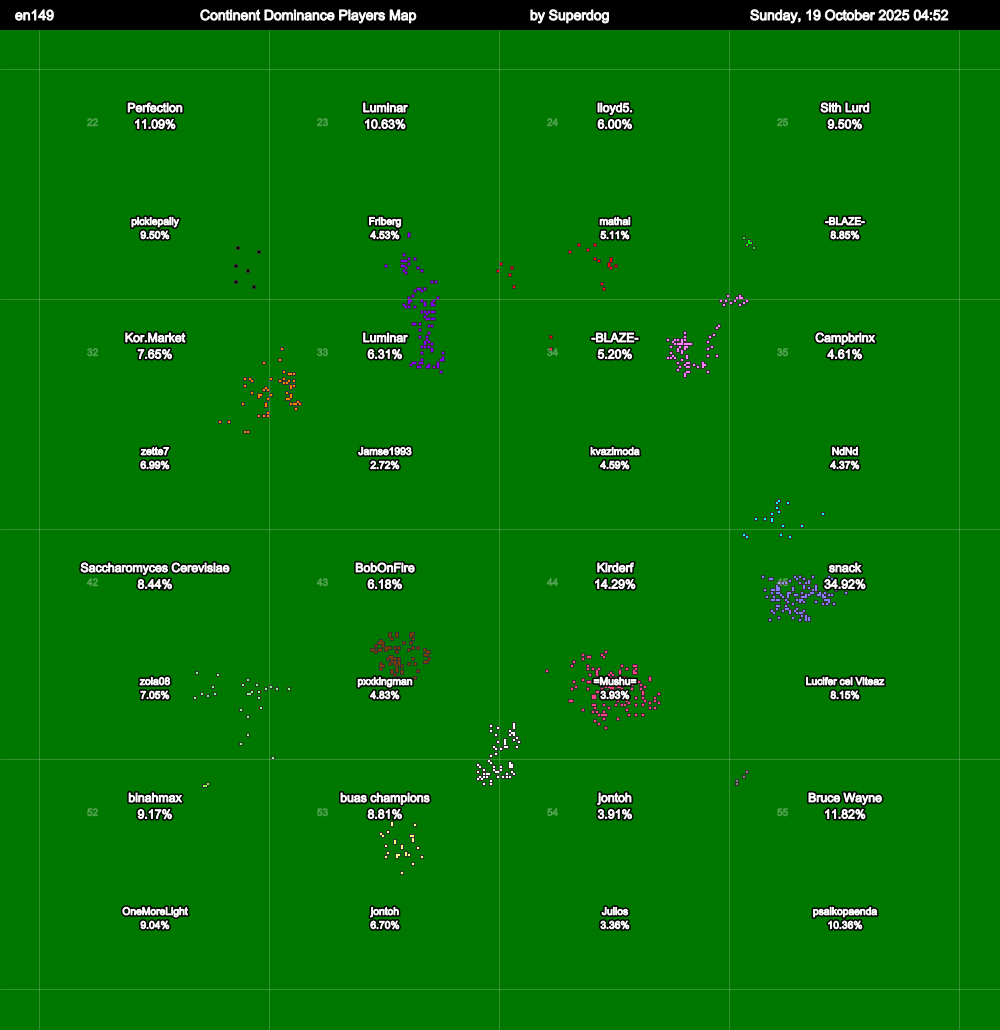 en149 Continent Dominance Players Map by Superdog Sunday, 19 October 2025 04:52
Perfection Luminar lloyd5. Sith Lurd
22 11.09% 23 10.63% 24 6.00% 25 9.50%
picklepally Friberg mathai -BLAZE-
9.50% 4.53% 5.11% 8.85%
Kor.Market Luminar -BLAZE- Campbrinx
32 7.65% 33 6.31% 34 5.20% 35 4.61%
zette7 Jamse1993 kvazimoda NdNd
6.99% 2.72% 4.59% 4.37%
Saccharomyces Cerevisiae BobOnFire Kirderf snack
42 8.44% 43 6.18% 44 14.29% 34.92%
zola08 pxxkingman =Mushu= Lucifer cel Viteaz
7.05% 4.83% 3.93% 8.15%
binahmax buas champions jontoh Bruce Wayne
52 9.17% 53 8.81% 54 3.91% 55 11.82%
OneMoreLight jontoh Julios psaikopaenda
9.04% 6.70% 3.36% 10.36%